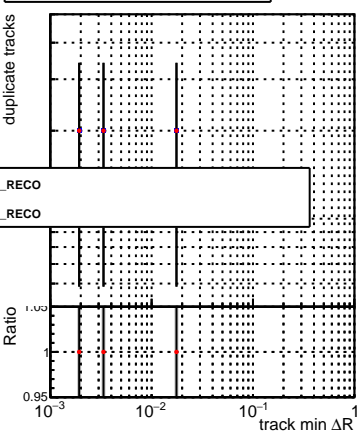 duplicate tracks
_RECO
_RECO
Ratio
1.05
1
0.95
10⁻³ 10⁻² 10⁻¹ 1
track min ΔR